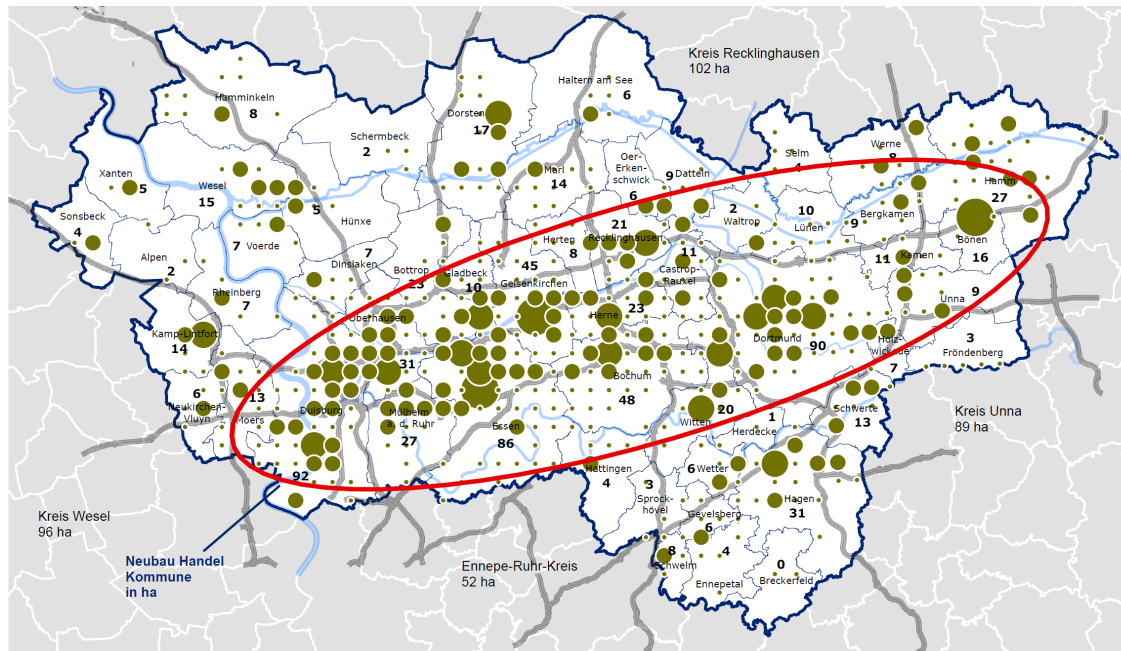 Kreis Recklinghausen
102 ha
Haltern am See
6
Hamminkeln
8
Dorsten
17
Schermbeck
2
Selm
4
Werne
8
Oer-
Erken-
schwick
6
9
Datteln
Marl
14
Xanten
5
Wesel
15
5
Hünxe
7
Hamm
27
Sonsbeck
4
7
Voerde
Dinslaken
2
Waltrop
10
Lünen
9
Bergkamen
21
Recklinghausen
Herten
8
Bönen
16
Alpen
2
Bottrop
23
Gladbeck
10
45
Gelsenkirchen
11
Castrop-
Rauxel
11
Kamen
Rheinberg
7
9
Unna
Oberhausen
Herne
23
Kamp-Lintfort
14
Dortmund
90
Holz-
wickede
7
3
Fröndenberg
31
Bochum
48
6
Neukirchen-
Vluyn
13
Moers
Duisburg
92
Mülheim
a. d. Ruhr
27
Essen
86
20
Witten
1
Herdecke
Schwerte
13
Kreis Unna
89 ha
Hattingen
4
3
Sprock-
hövel
6
Wetter
Hagen
31
Gevelsberg
6
Kreis Wesel
96 ha
Neubau Handel
Kommune
in ha
Ennepe-Ruhr-Kreis
52 ha
8
Schwelm
4
Ennepetal
0
Breckerfeld